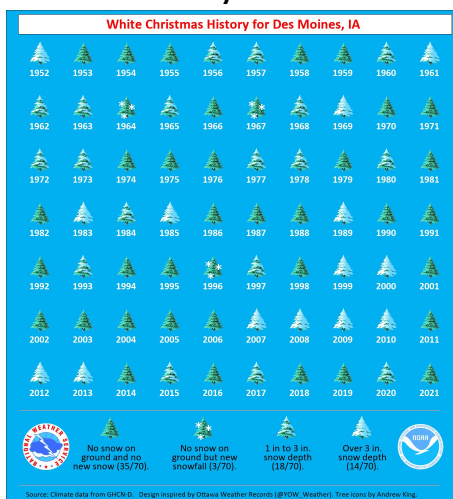 White Christmas History for Des Moines, IA
1952 1953 1954 1955 1956 1957 1958 1959 1960 1961
1962 1963 1964 1965 1966 1967 1968 1969 1970 1971
1972 1973 1974 1975 1976 1977 1978 1979 1980 1981
1982 1983 1984 1985 1986 1987 1988 1989 1990 1991
1992 1993 1994 1995 1996 1997 1998 1999 2000 2001
2002 2003 2004 2005 2006 2007 2008 2009 2010 2011
2012 2013 2014 2015 2016 2017 2018 2019 2020 2021
NATIONAL WEATHER SERVICE
No snow on
ground and no
new snow (35/70).
No snow on
ground but new
snowfall (3/70).
1 in to 3 in.
snow depth
(18/70).
Over 3 in.
snow depth
(14/70).
NOAA
Source: Climate data from GHCN-D. Design inspired by Ottawa Weather Records (@YOW_Weather). Tree icons by Andrew King.